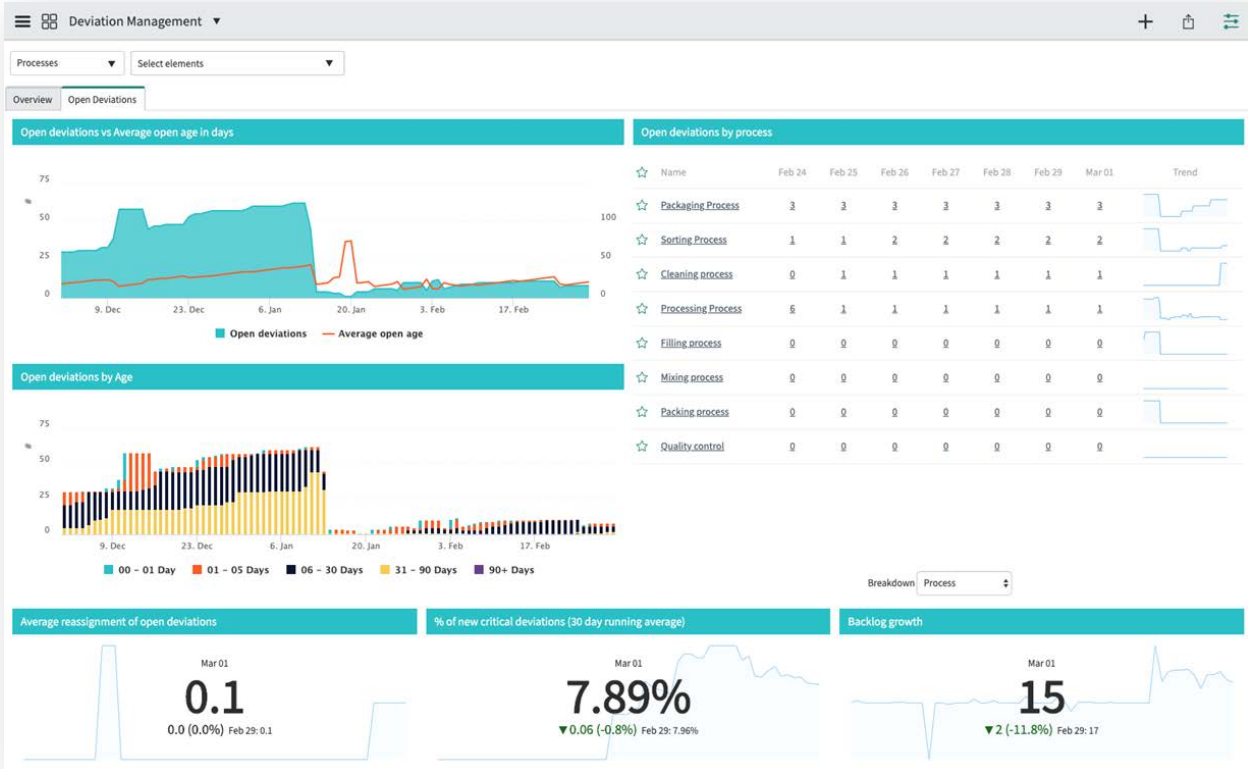 Deviation Management ▼
Processes ▼ Select elements ▼
Overview Open Deviations
Open deviations vs Average open age in days
75
50 100
25 50
0 0
9. Dec 23. Dec 6. Jan 20. Jan 3. Feb 17. Feb
Open deviations Average open age
Open deviations by Age
75
50
25
0
9. Dec 23. Dec 6. Jan 20. Jan 3. Feb 17. Feb
00 - 01 Day 01 - 05 Days 06 - 30 Days 31 - 90 Days 90+ Days
Open deviations by process
Name Feb 24 Feb 25 Feb 26 Feb 27 Feb 28 Feb 29 Mar 01 Trend
Packaging Process 3 3 3 3 3 3 3
Sorting Process 1 1 2 2 2 2 2
Cleaning process 0 1 1 1 1 1 1
Processing Process 6 1 1 1 1 1 1
Filling process 0 0 0 0 0 0 0
Mixing process 0 0 0 0 0 0 0
Packing process 0 0 0 0 0 0 0
Quality control 0 0 0 0 0 0 0
Breakdown Process
Average reassignment of open deviations
Mar 01
0.1
0.0 (0.0%) Feb 29: 0.1
% of new critical deviations (30 day running average)
Mar 01
7.89%
▼0.06 (-0.8%) Feb 29: 7.96%
Backlog growth
Mar 01
15
▼2 (-11.8%) Feb 29: 17